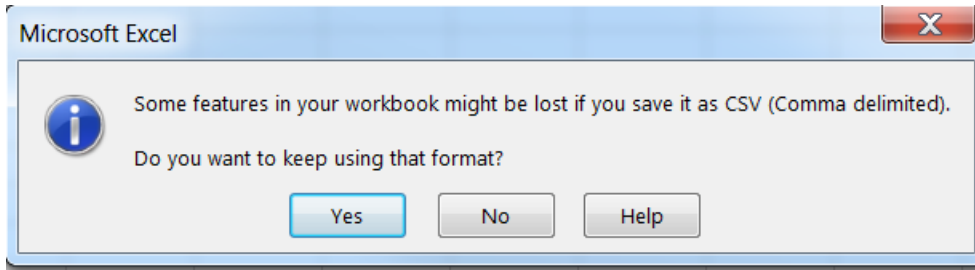 Microsoft Excel
Some features in your workbook might be lost if you save it as CSV (Comma delimited).
Do you want to keep using that format?
Yes No Help